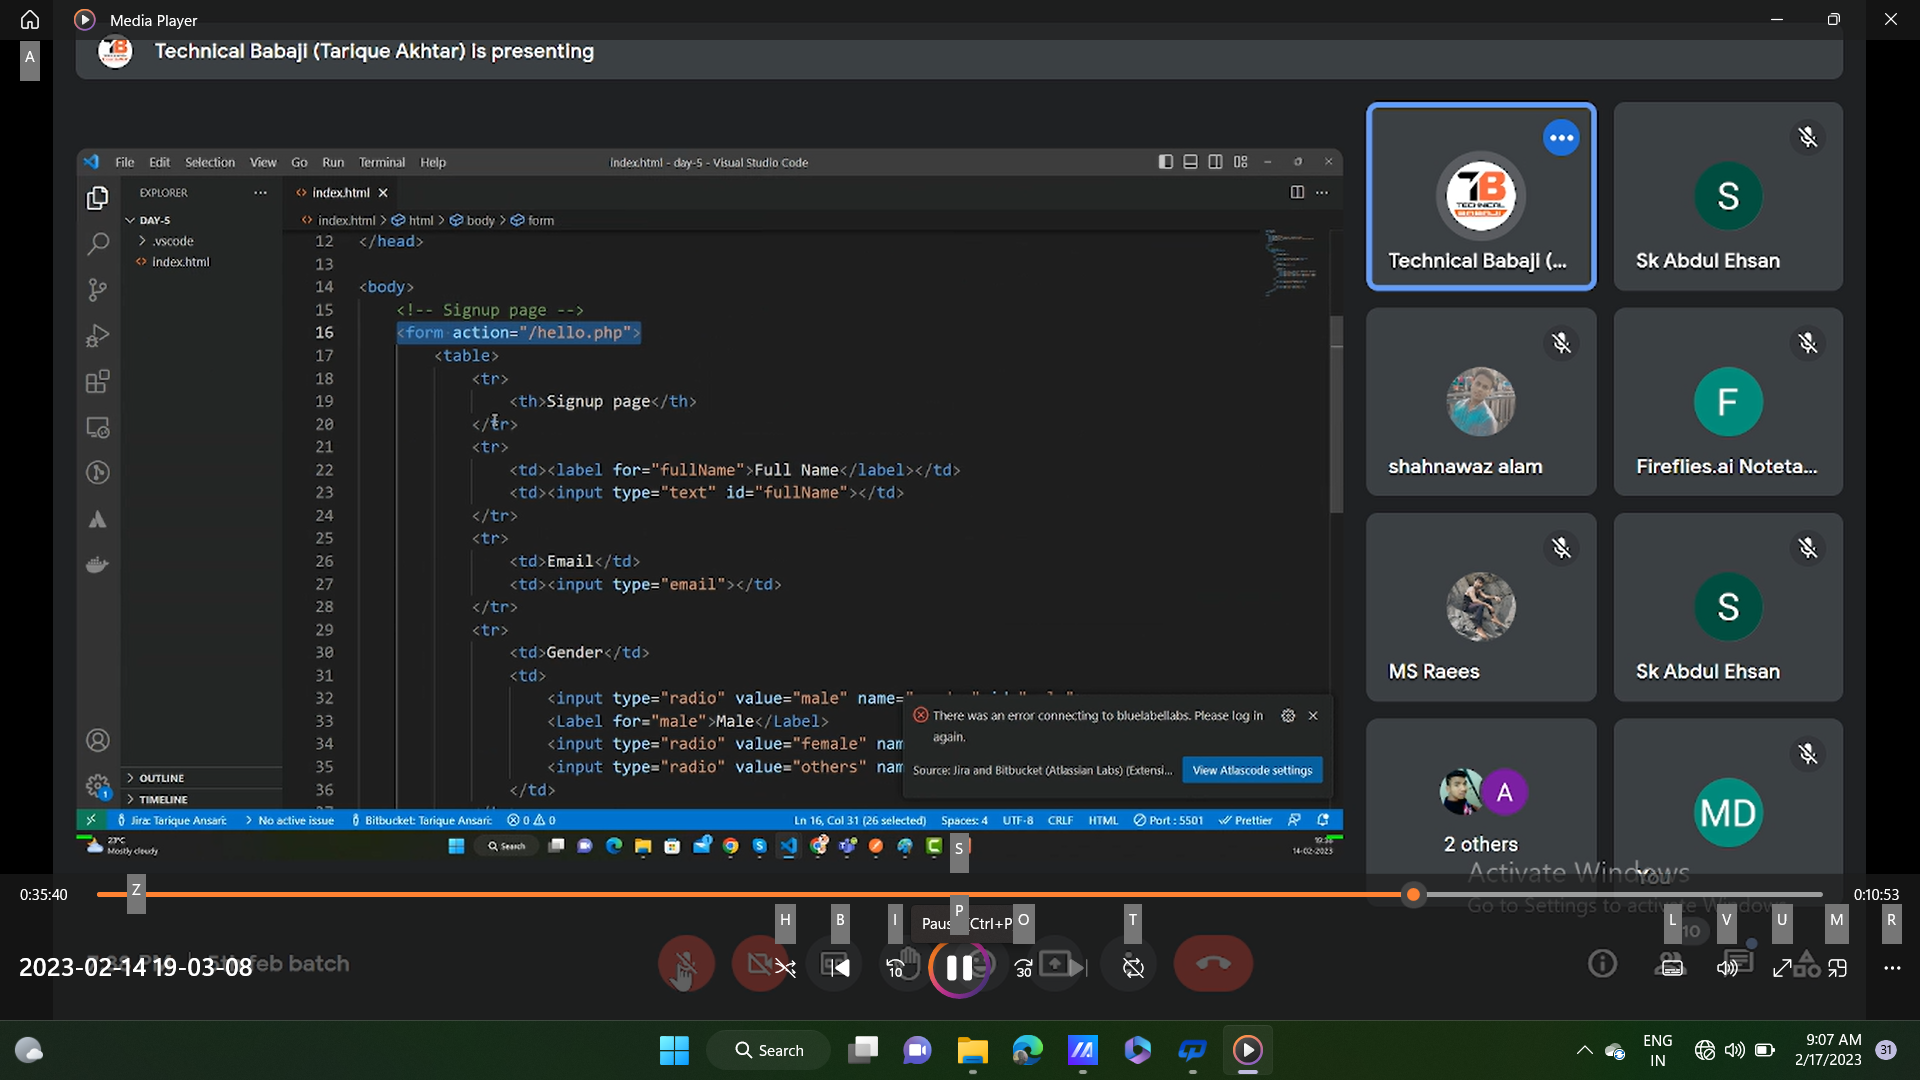 Media Player
A
Technical Babaji (Tarique Akhtar) is presenting
File Edit Selection View Go Run Terminal Help
index.html - day-5 - Visual Studio Code
EXPLORER
index.html
DAY-5
.vscode
index.html
index.html > html > body > form
12 </head>
13
14 <body>
15 <!-- Signup page -->
16 <form action="/hello.php">
17 <table>
18 <tr>
19 <th>Signup page</th>
20 </tr>
21 <tr>
22 <td><label for="fullName">Full Name</label></td>
23 <td><input type="text" id="fullName"></td>
24 </tr>
25 <tr>
26 <td>Email</td>
27 <td><input type="email"></td>
28 </tr>
29 <tr>
30 <td>Gender</td>
31 <td>
32 <input type="radio" value="male" name=
33 <Label for="male">Male</Label>
34 <input type="radio" value="female" nam
35 <input type="radio" value="others" nam
36 </td>
There was an error connecting to bluelabellabs. Please log in
again.
Source: Jira and Bitbucket (Atlassian Labs) (Extensi...
View Atlascode settings
OUTLINE
TIMELINE
1
Jira: Tarique Ansari:
No active issue
Bitbucket: Tarique Ansari:
0 0
Ln 16, Col 31 (26 selected) Spaces: 4 UTF-8 CRLF HTML Port : 5501 Prettier
23°C
Mostly cloudy
Search
14-02-2023
TB
TECHNICAL
BABAJI
Technical Babaji (...
S
Sk Abdul Ehsan
shahnawaz alam
F
Fireflies.ai Noteta...
MS Raees
S
Sk Abdul Ehsan
A
2 others
MD
You
Activate Windows
Go to Settings to activate Windows.
0:35:40
0:10:53
Z
S
H
B
I
P
O
T
L
V
U
M
R
Paus
Ctrl+P
10
2023-02-14 19-03-08
feb batch
10
30
Search
ENG
IN
9:07 AM
2/17/2023
31